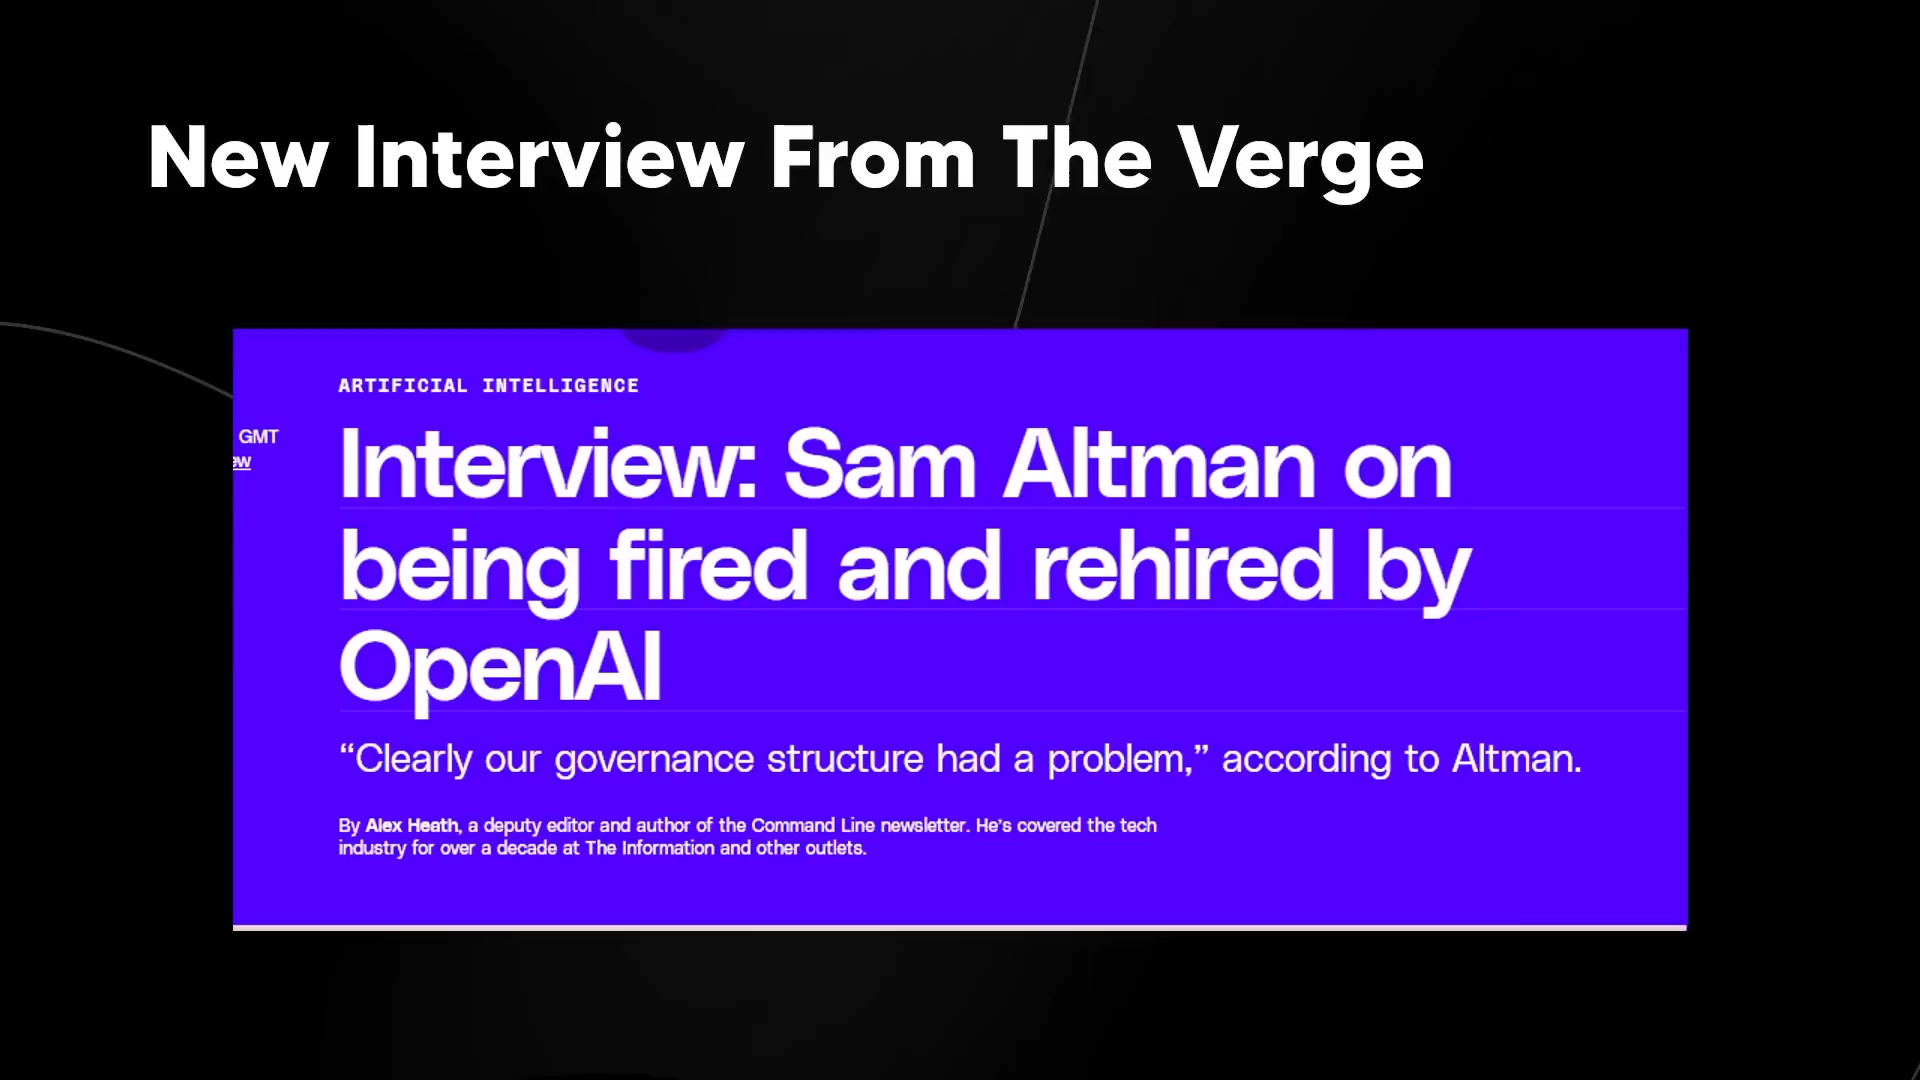 New Interview From The Verge
ARTIFICIAL INTELLIGENCE
GMT
ew
Interview: Sam Altman on
being fired and rehired by
OpenAI
“Clearly our governance structure had a problem,” according to Altman.
By Alex Heath, a deputy editor and author of the Command Line newsletter. He’s covered the tech
industry for over a decade at The Information and other outlets.